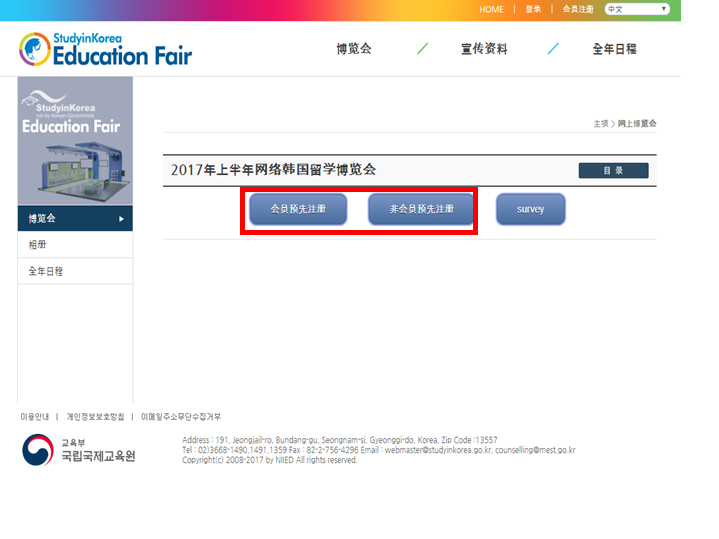 HOME | 登录 | 会员注册 中文
StudyinKorea
Education Fair
博览会 / 宣传资料 / 全年日程
StudyinKorea
run by Korean Government
Education Fair
主项 > 网上博览会
2017年上半年网络韩国留学博览会
目 录
会员预先注册 非会员预先注册 survey
博览会
相册
全年日程
이용안내 | 개인정보보호방침 | 이메일주소무단수집거부
교육부
국립국제교육원
Address : 191, Jeongjail-ro, Bundang-gu, Seongnam-si, Gyeonggi-do, Korea, Zip Code :13557
Tel : 02)3668-1490,1491,1359 Fax : 82-2-756-4296 Email : webmaster@studyinkorea.go.kr, counselling@mest.go.kr
Copyright(c) 2008-2017 by NIIED All rights reserved.